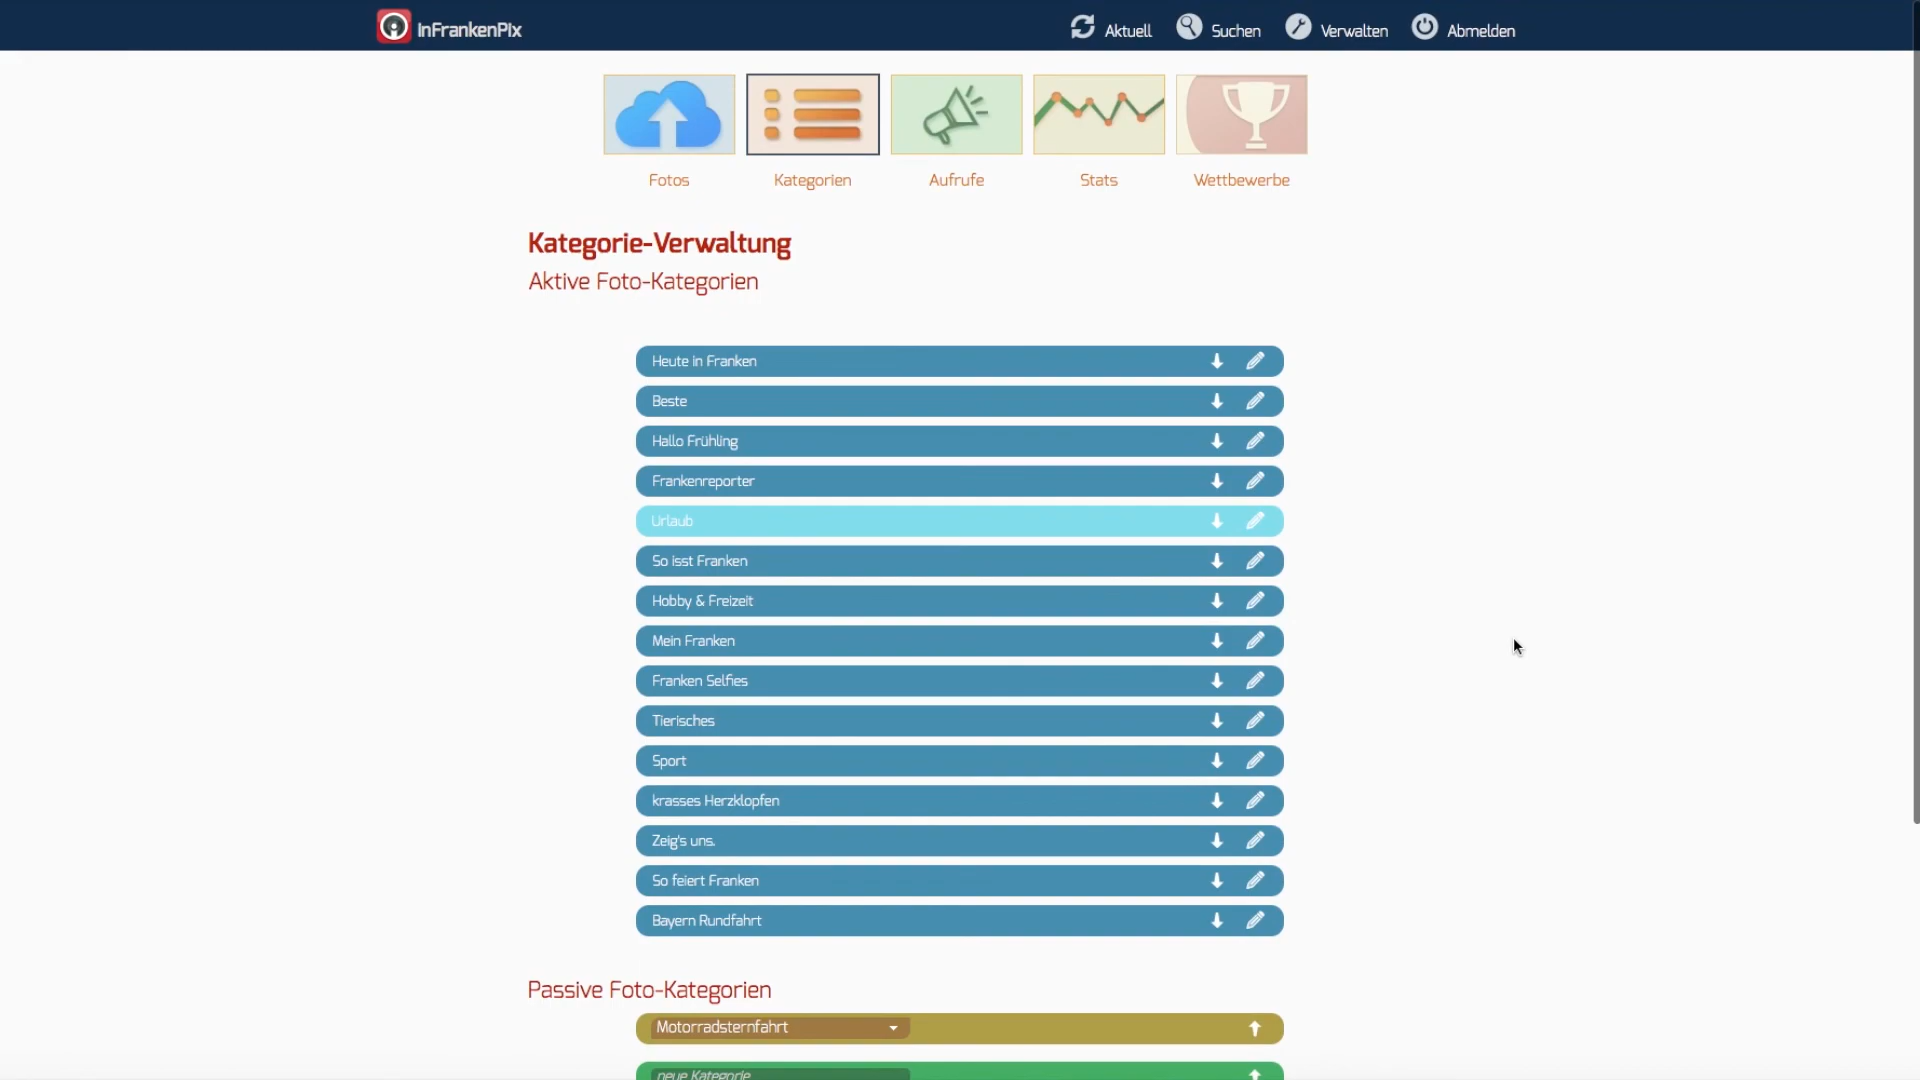 InFrankenPix
Aktuell
Suchen
Verwalten
Abmelden
Fotos
Kategorien
Aufrufe
Stats
Wettbewerbe
Kategorie-Verwaltung
Aktive Foto-Kategorien
Heute in Franken
Beste
Hallo Frühling
Frankenreporter
Urlaub
So isst Franken
Hobby & Freizeit
Mein Franken
Franken Selfies
Tierisches
Sport
krasses Herzklopfen
Zeig's uns.
So feiert Franken
Bayern Rundfahrt
Passive Foto-Kategorien
Motorradsternfahrt
neue Kategorie